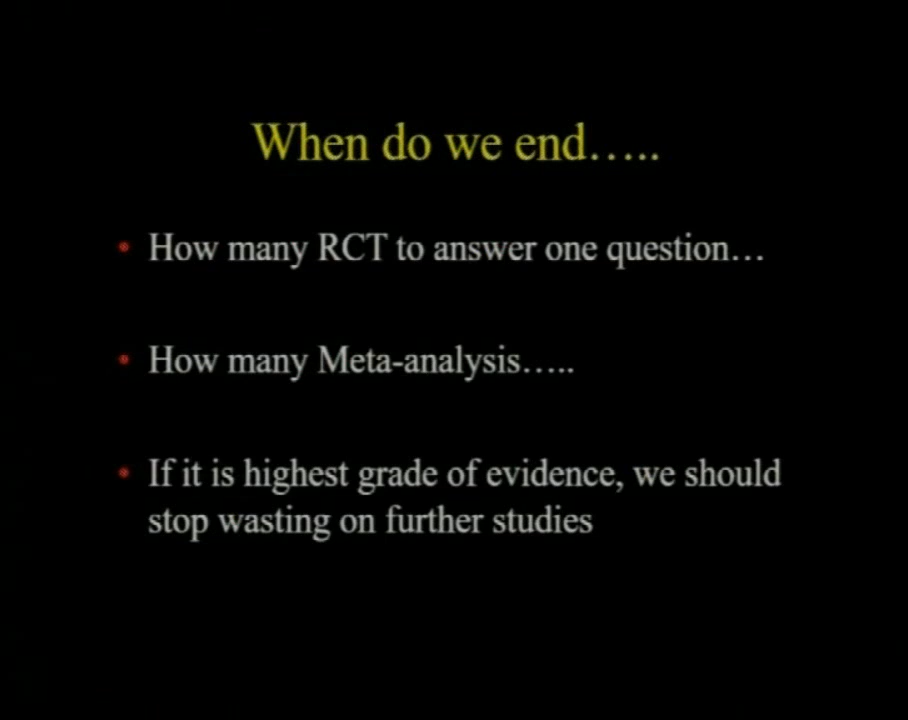 When do we end…..
• How many RCT to answer one question…
• How many Meta-analysis…..
• If it is highest grade of evidence, we should
stop wasting on further studies